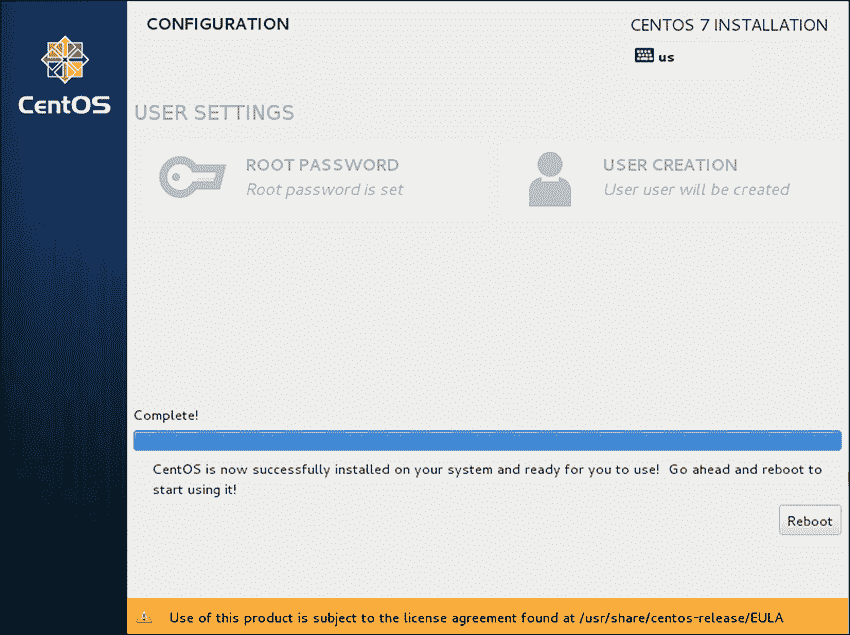 CentOS
CONFIGURATION
CENTOS 7 INSTALLATION
us
USER SETTINGS
ROOT PASSWORD
Root password is set
USER CREATION
User user will be created
Complete!
CentOS is now successfully installed on your system and ready for you to use!  Go ahead and reboot to
start using it!
Reboot
Use of this product is subject to the license agreement found at /usr/share/centos-release/EULA